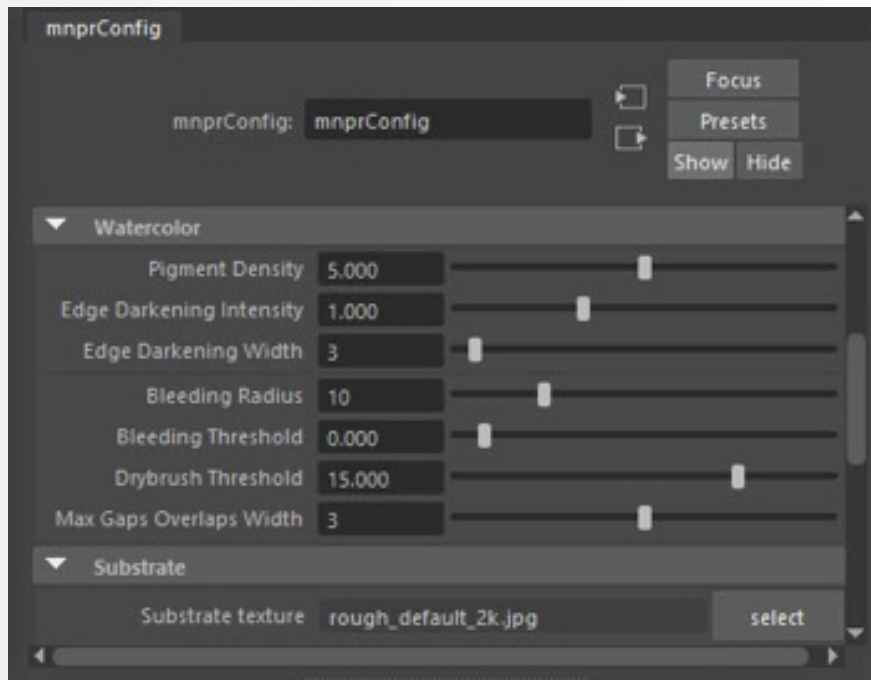 mnprConfig
Focus
mnprConfig: mnprConfig
Presets
Show Hide
Watercolor
Pigment Density 5.000
Edge Darkening Intensity 1.000
Edge Darkening Width 3
Bleeding Radius 10
Bleeding Threshold 0.000
Drybrush Threshold 15.000
Max Gaps Overlaps Width 3
Substrate
Substrate texture rough_default_2k.jpg select